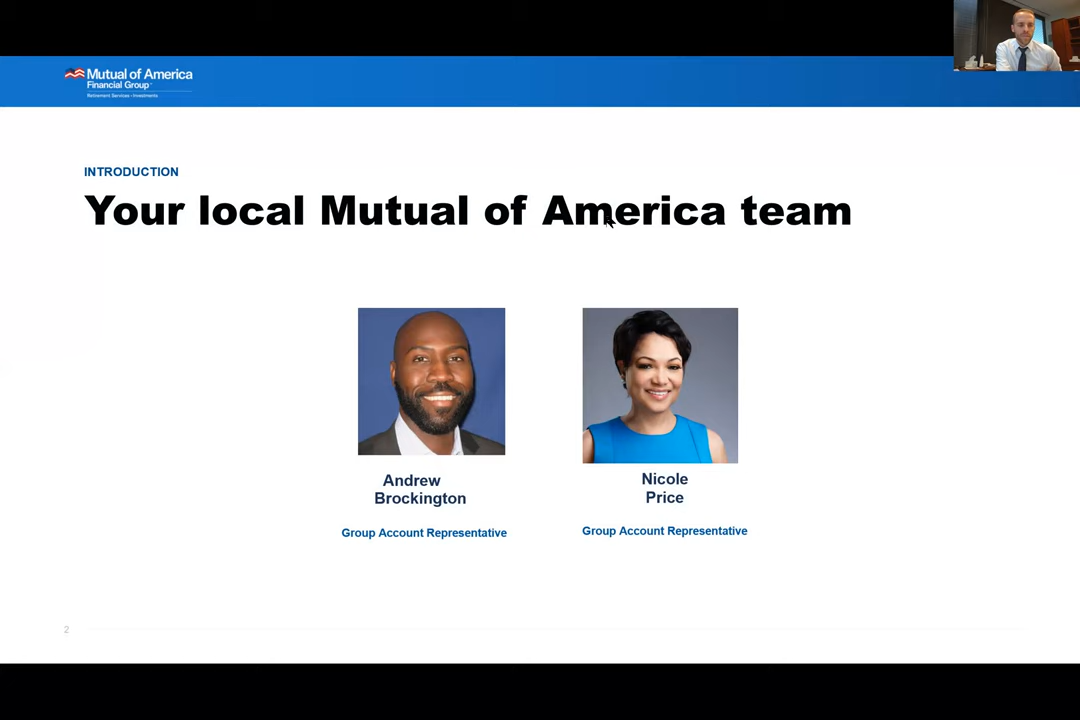 Mutual of America
Financial Group
Retirement Services • Investments
INTRODUCTION
Your local Mutual of America team
Andrew
Brockington
Group Account Representative
Nicole
Price
Group Account Representative
2